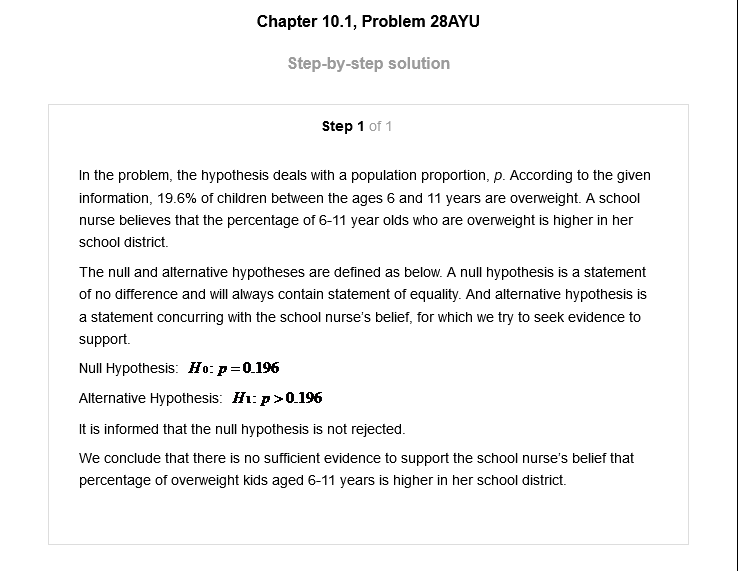 Chapter 10.1, Problem 28AYU
Step-by-step solution
Step 1 of 1
In the problem, the hypothesis deals with a population proportion, p. According to the given
information, 19.6% of children between the ages 6 and 11 years are overweight. A school
nurse believes that the percentage of 6-11 year olds who are overweight is higher in her
school district.
The null and alternative hypotheses are defined as below. A null hypothesis is a statement
of no difference and will always contain statement of equality. And alternative hypothesis is
a statement concurring with the school nurse's belief, for which we try to seek evidence to
support.
Null Hypothesis: H₀: p = 0.196
Alternative Hypothesis: H₁: p > 0.196
It is informed that the null hypothesis is not rejected.
We conclude that there is no sufficient evidence to support the school nurse's belief that
percentage of overweight kids aged 6-11 years is higher in her school district.